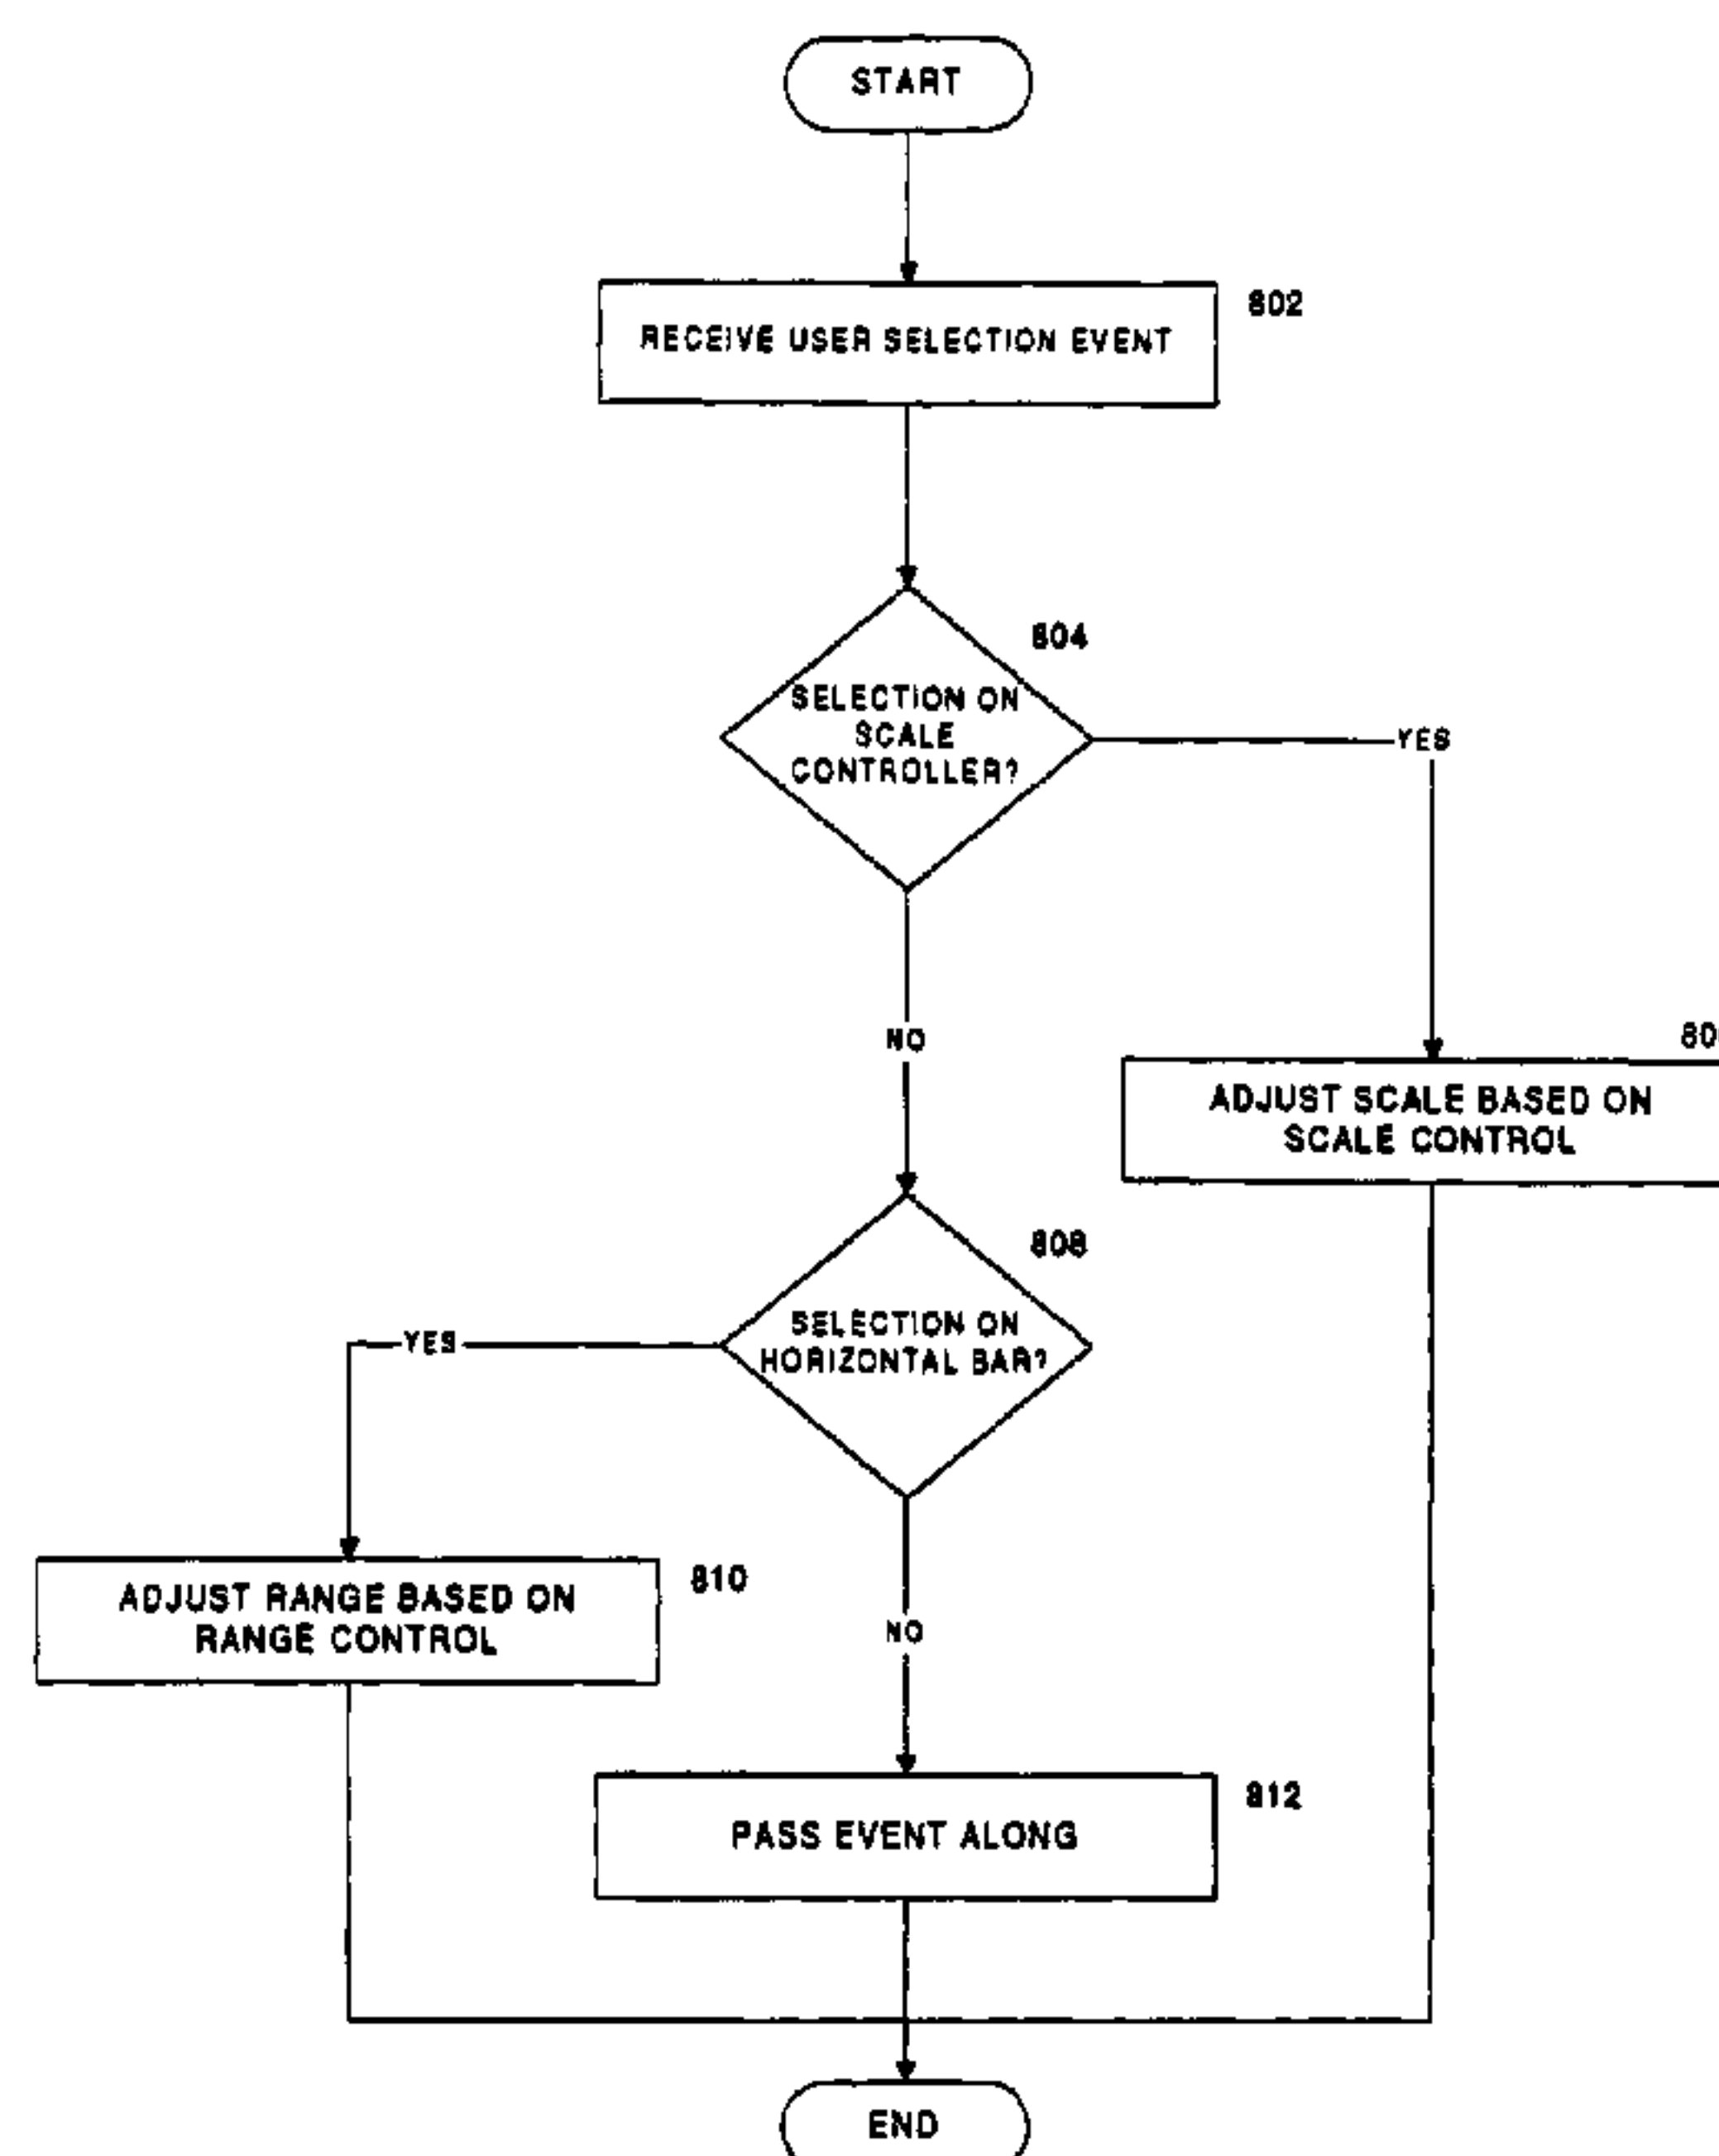 START
RECEIVE USER SELECTION EVENT
802
804
SELECTION ON
SCALE
CONTROLLER?
YES
NO
ADJUST SCALE BASED ON
SCALE CONTROL
808
SELECTION ON
HORIZONTAL BAR?
YES
ADJUST RANGE BASED ON
RANGE CONTROL
810
NO
PASS EVENT ALONG
812
END